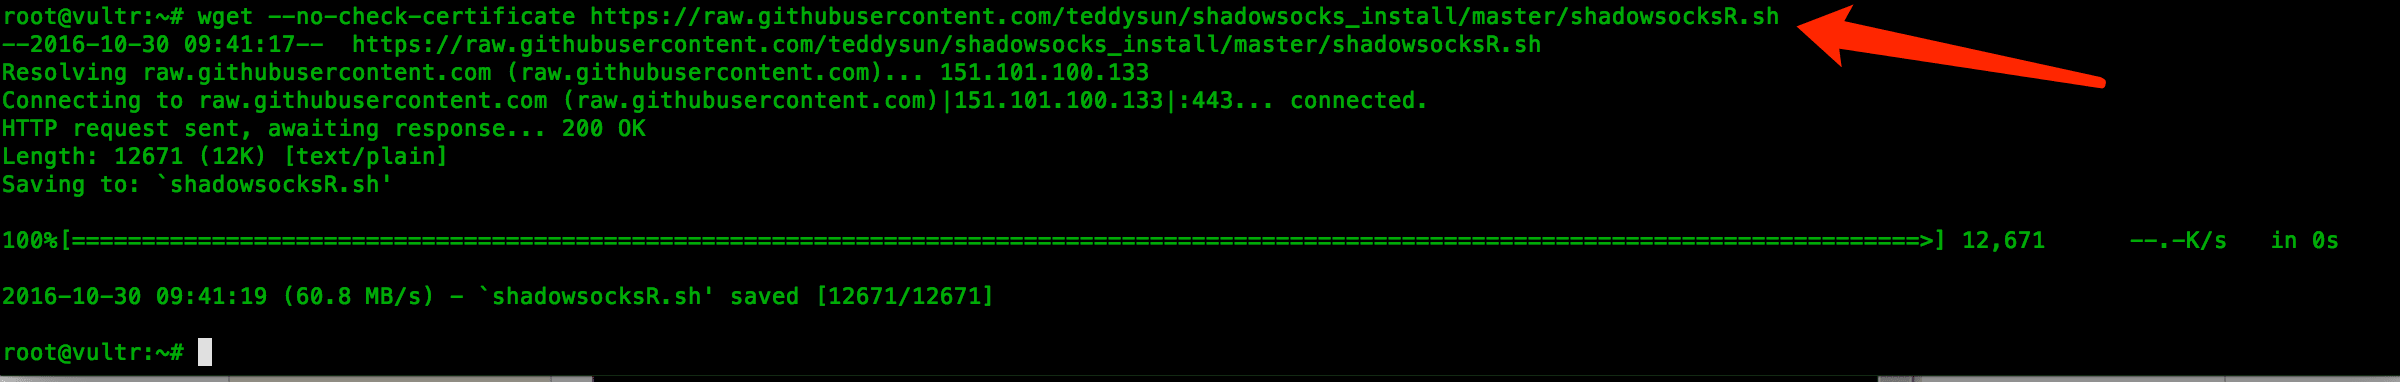 root@vultr:~# wget --no-check-certificate https://raw.githubusercontent.com/teddysun/shadowsocks_install/master/shadowsocksR.sh
--2016-10-30 09:41:17--  https://raw.githubusercontent.com/teddysun/shadowsocks_install/master/shadowsocksR.sh
Resolving raw.githubusercontent.com (raw.githubusercontent.com)... 151.101.100.133
Connecting to raw.githubusercontent.com (raw.githubusercontent.com)|151.101.100.133|:443... connected.
HTTP request sent, awaiting response... 200 OK
Length: 12671 (12K) [text/plain]
Saving to: `shadowsocksR.sh'
100%[====================================================================================================================================>] 12,671      --.-K/s   in 0s
2016-10-30 09:41:19 (60.8 MB/s) - `shadowsocksR.sh' saved [12671/12671]
root@vultr:~#